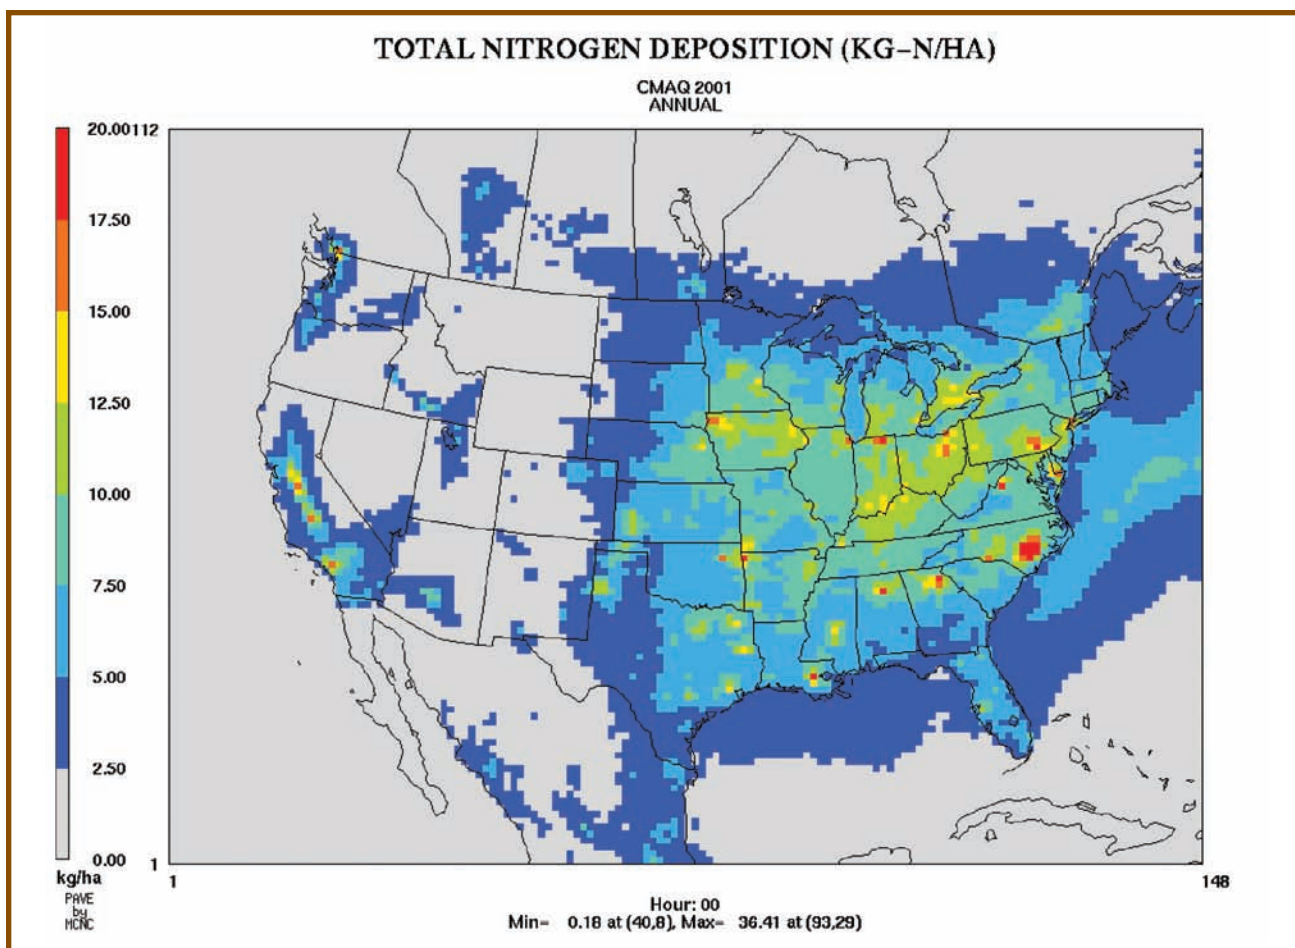 TOTAL NITROGEN DEPOSITION (KG–N/HA)
CMAQ 2001
ANNUAL
20.00
112
17.50
15.00
12.50
10.00
7.50
5.00
2.50
0.00
1
kg/ha
1
148
PAVE
by
MCNC
Hour: 00
Min= 0.18 at (40,8), Max= 36.41 at (93,29)